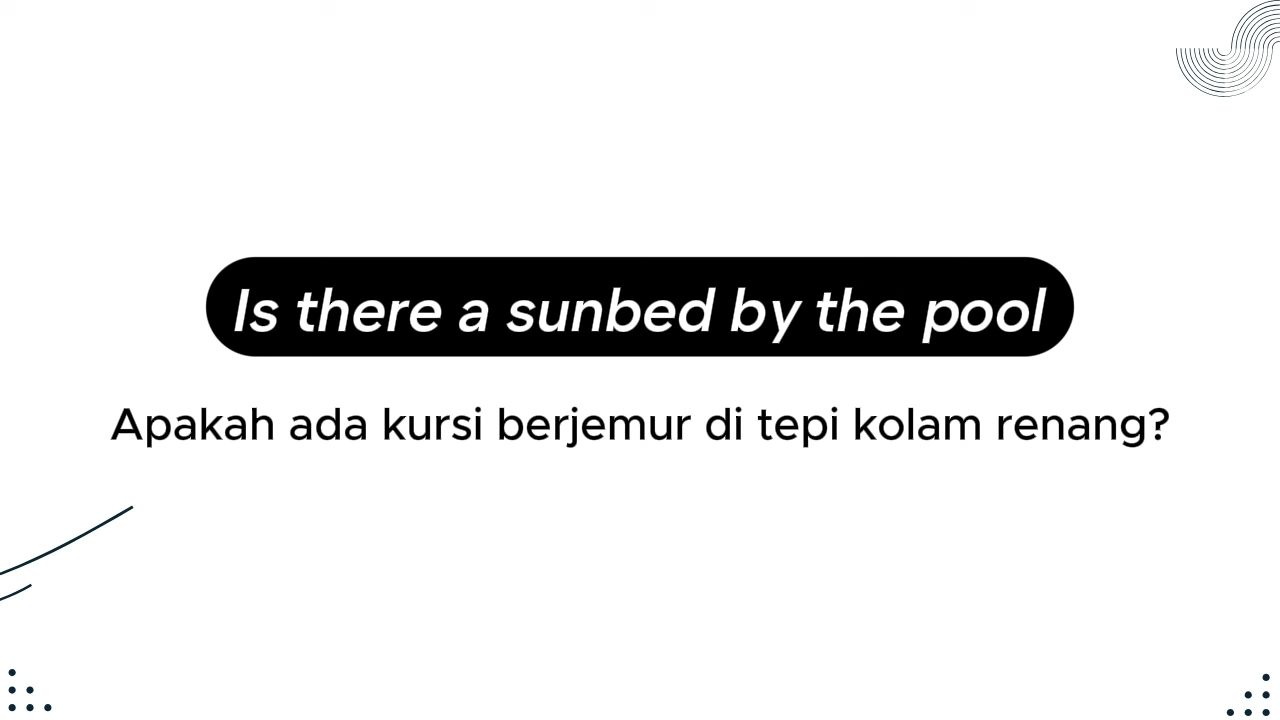 Is there a sunbed by the pool
Apakah ada kursi berjemur di tepi kolam renang?